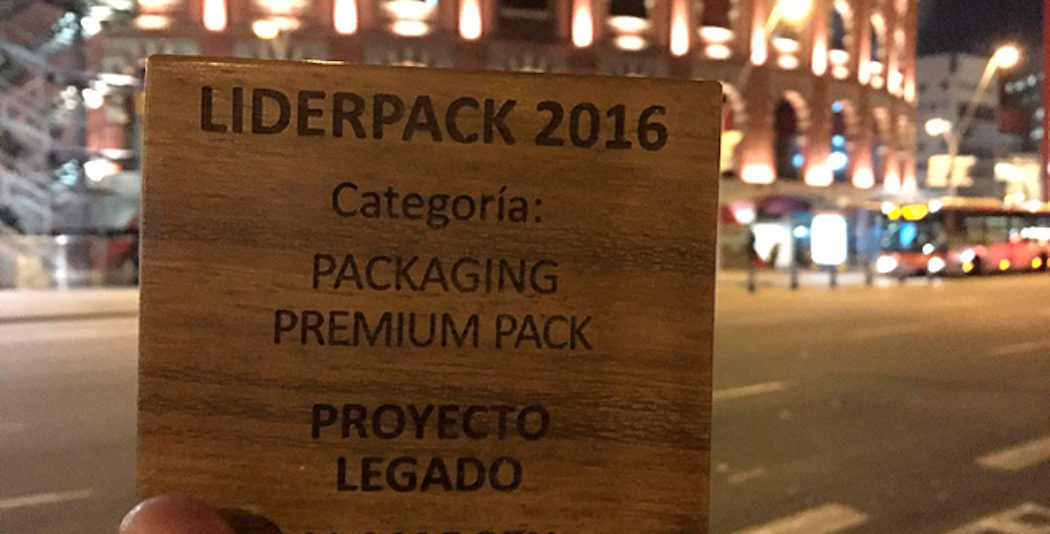 LIDERPACK 2016
Categoría:
PACKAGING
PREMIUM PACK
PROYECTO
LEGADO